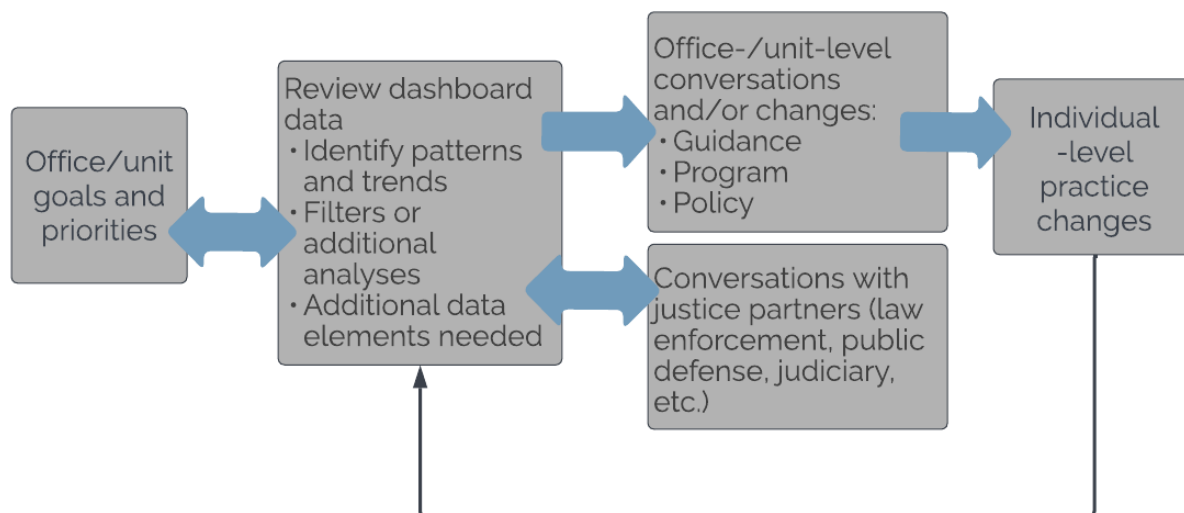 Office/unit
goals and
priorities
Review dashboard
data
• Identify patterns
and trends
• Filters or
additional
analyses
• Additional data
elements needed
Office-/unit-level
conversations
and/or changes:
• Guidance
• Program
• Policy
Conversations with
justice partners (law
enforcement, public
defense, judiciary,
etc.)
Individual
-level
practice
changes